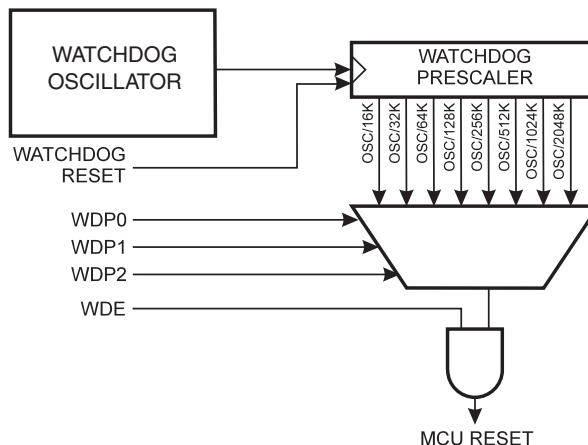 WATCHDOG
OSCILLATOR
WATCHDOG
PRESCALER
WATCHDOG
RESET
OSC/16K
OSC/32K
OSC/64K
OSC/128K
OSC/256K
OSC/512K
OSC/1024K
OSC/2048K
WDP0
WDP1
WDP2
WDE
MCU RESET